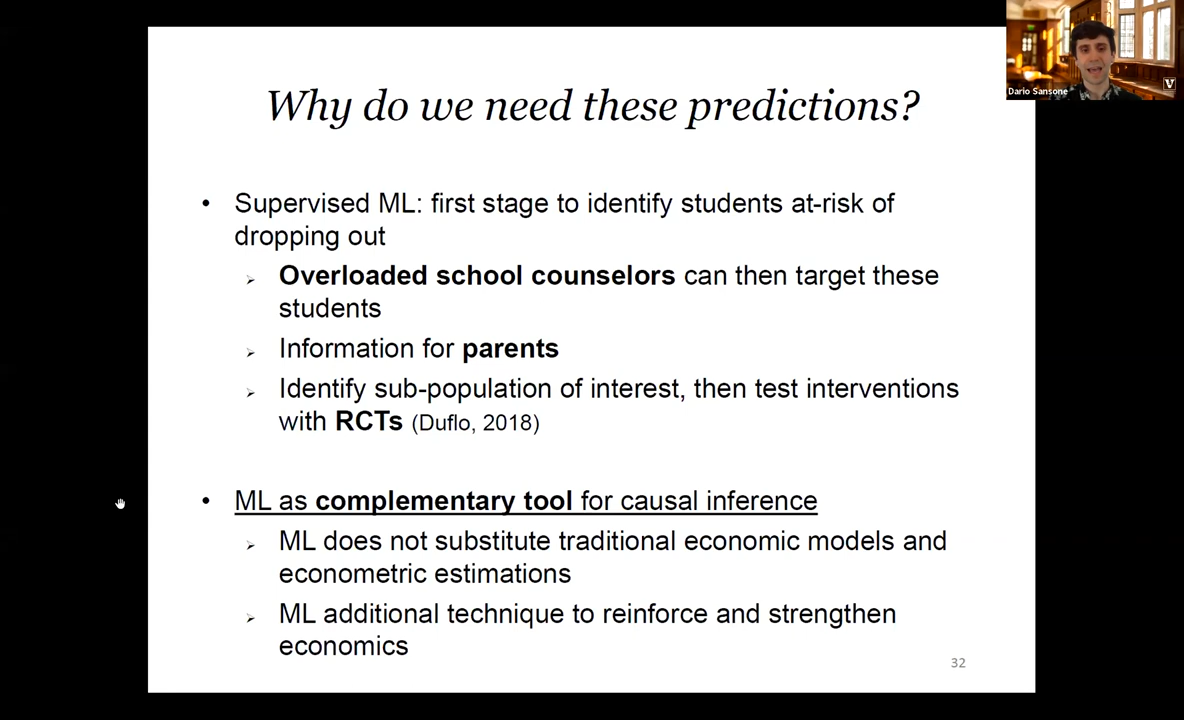 Why do we need these predictions?
Dario Sansone
V
• Supervised ML: first stage to identify students at-risk of
dropping out
➢ Overloaded school counselors can then target these
students
➢ Information for parents
➢ Identify sub-population of interest, then test interventions
with RCTs (Duflo, 2018)
• ML as complementary tool for causal inference
➢ ML does not substitute traditional economic models and
econometric estimations
➢ ML additional technique to reinforce and strengthen
economics
32